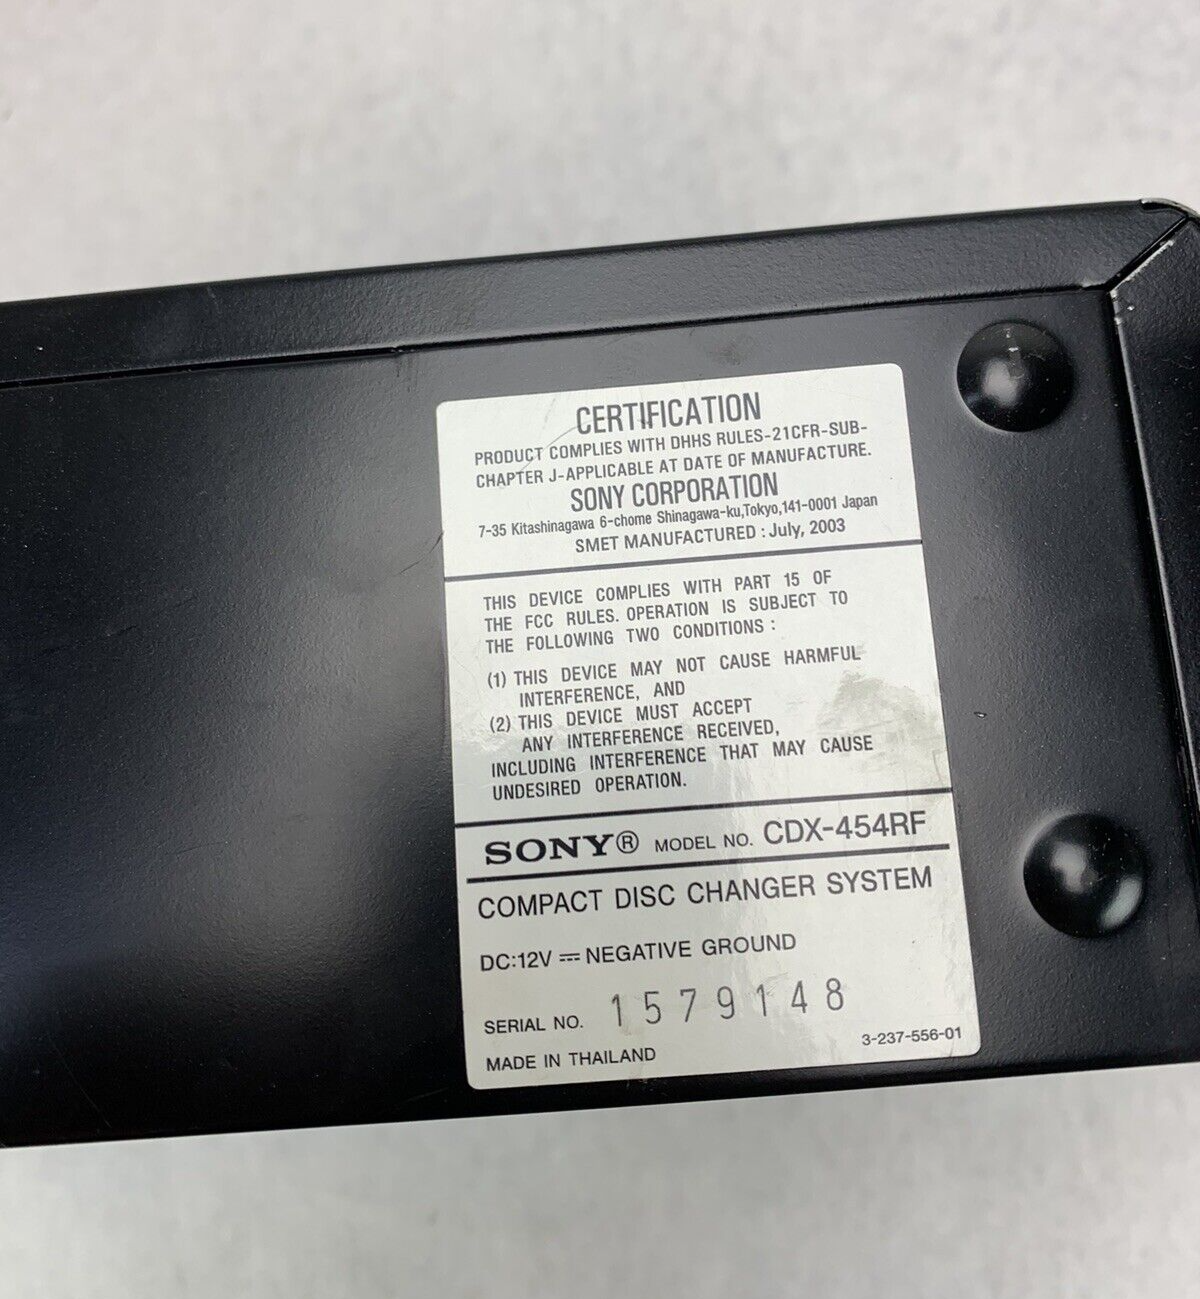 CERTIFICATION
PRODUCT COMPLIES WITH DHHS RULES-21CFR-SUB-
CHAPTER J-APPLICABLE AT DATE OF MANUFACTURE.
SONY CORPORATION
7-35 Kitashinagawa 6-chome Shinagawa-ku,Tokyo,141-0001 Japan
SMET MANUFACTURED : July, 2003
THIS DEVICE COMPLIES WITH PART 15 OF
THE FCC RULES. OPERATION IS SUBJECT TO
THE FOLLOWING TWO CONDITIONS :
(1) THIS DEVICE MAY NOT CAUSE HARMFUL
INTERFERENCE, AND
(2) THIS DEVICE MUST ACCEPT
ANY INTERFERENCE RECEIVED,
INCLUDING INTERFERENCE THAT MAY CAUSE
UNDESIRED OPERATION.
SONY® MODEL NO. CDX-454RF
COMPACT DISC CHANGER SYSTEM
DC:12V ⎓ NEGATIVE GROUND
SERIAL NO. 1579148
MADE IN THAILAND 3-237-556-01